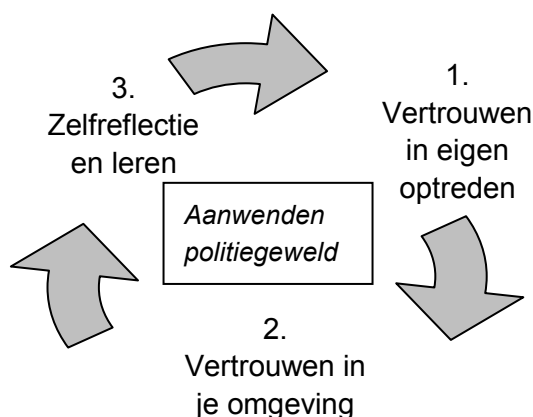 1.
Vertrouwen
in eigen
optreden
2.
Vertrouwen in
je omgeving
3.
Zelfreflectie
en leren
Aanwenden
politiegeweld